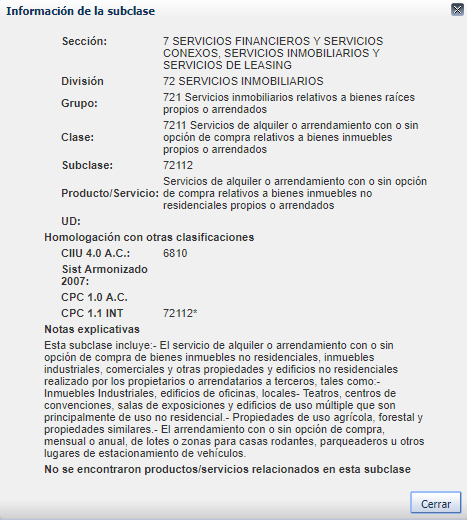 Información de la subclase
Sección: 7 SERVICIOS FINANCIEROS Y SERVICIOS
CONEXOS, SERVICIOS INMOBILIARIOS Y
SERVICIOS DE LEASING
División 72 SERVICIOS INMOBILIARIOS
Grupo: 721 Servicios inmobiliarios relativos a bienes raíces
propios o arrendados
Clase: 7211 Servicios de alquiler o arrendamiento con o sin
opción de compra relativos a bienes inmuebles
propios o arrendados
Subclase: 72112
Producto/Servicio: Servicios de alquiler o arrendamiento con o sin opción
de compra relativos a bienes inmuebles no
residenciales propios o arrendados
UD:
Homologación con otras clasificaciones
CIIU 4.0 A.C.: 6810
Sist Armonizado
2007:
CPC 1.0 A.C.
CPC 1.1 INT 72112*
Notas explicativas
Esta subclase incluye:- El servicio de alquiler o arrendamiento con o sin
opción de compra de bienes inmuebles no residenciales, inmuebles
industriales, comerciales y otras propiedades y edificios no residenciales
realizado por los propietarios o arrendatarios a terceros, tales como:-
Inmuebles Industriales, edificios de oficinas, locales- Teatros, centros de
convenciones, salas de exposiciones y edificios de uso múltiple que son
principalmente de uso no residencial.- Propiedades de uso agrícola, forestal y
propiedades similares.- El arrendamiento con o sin opción de compra,
mensual o anual, de lotes o zonas para casas rodantes, parqueaderos u otros
lugares de estacionamiento de vehículos.
No se encontraron productos/servicios relacionados en esta subclase
Cerrar